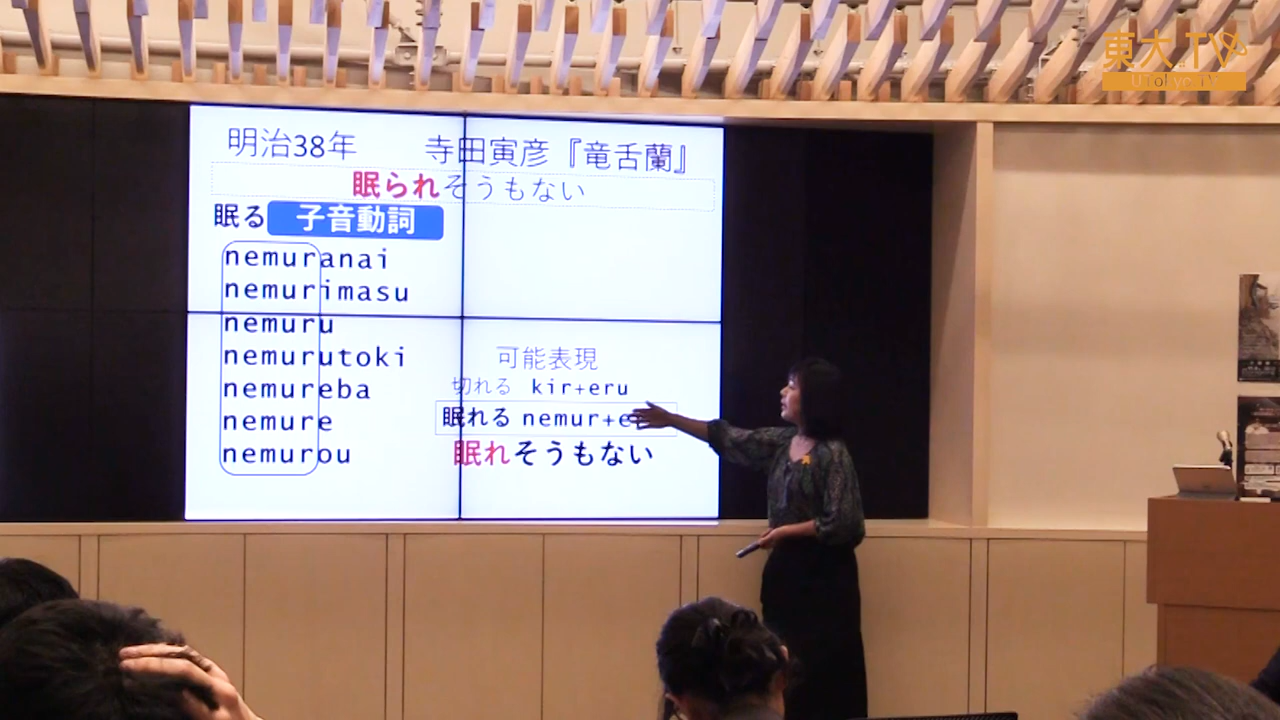 東大.TV
UTokyo TV
明治38年 寺田寅彦『竜舌蘭』
眠られそうもない
眠る 子音動詞
nemuranai
nemurimasu
nemuru
nemurutoki
nemureba
nemure
nemurou
可能表現
切れる kir+eru
眠れる nemur+e
眠れそうもない